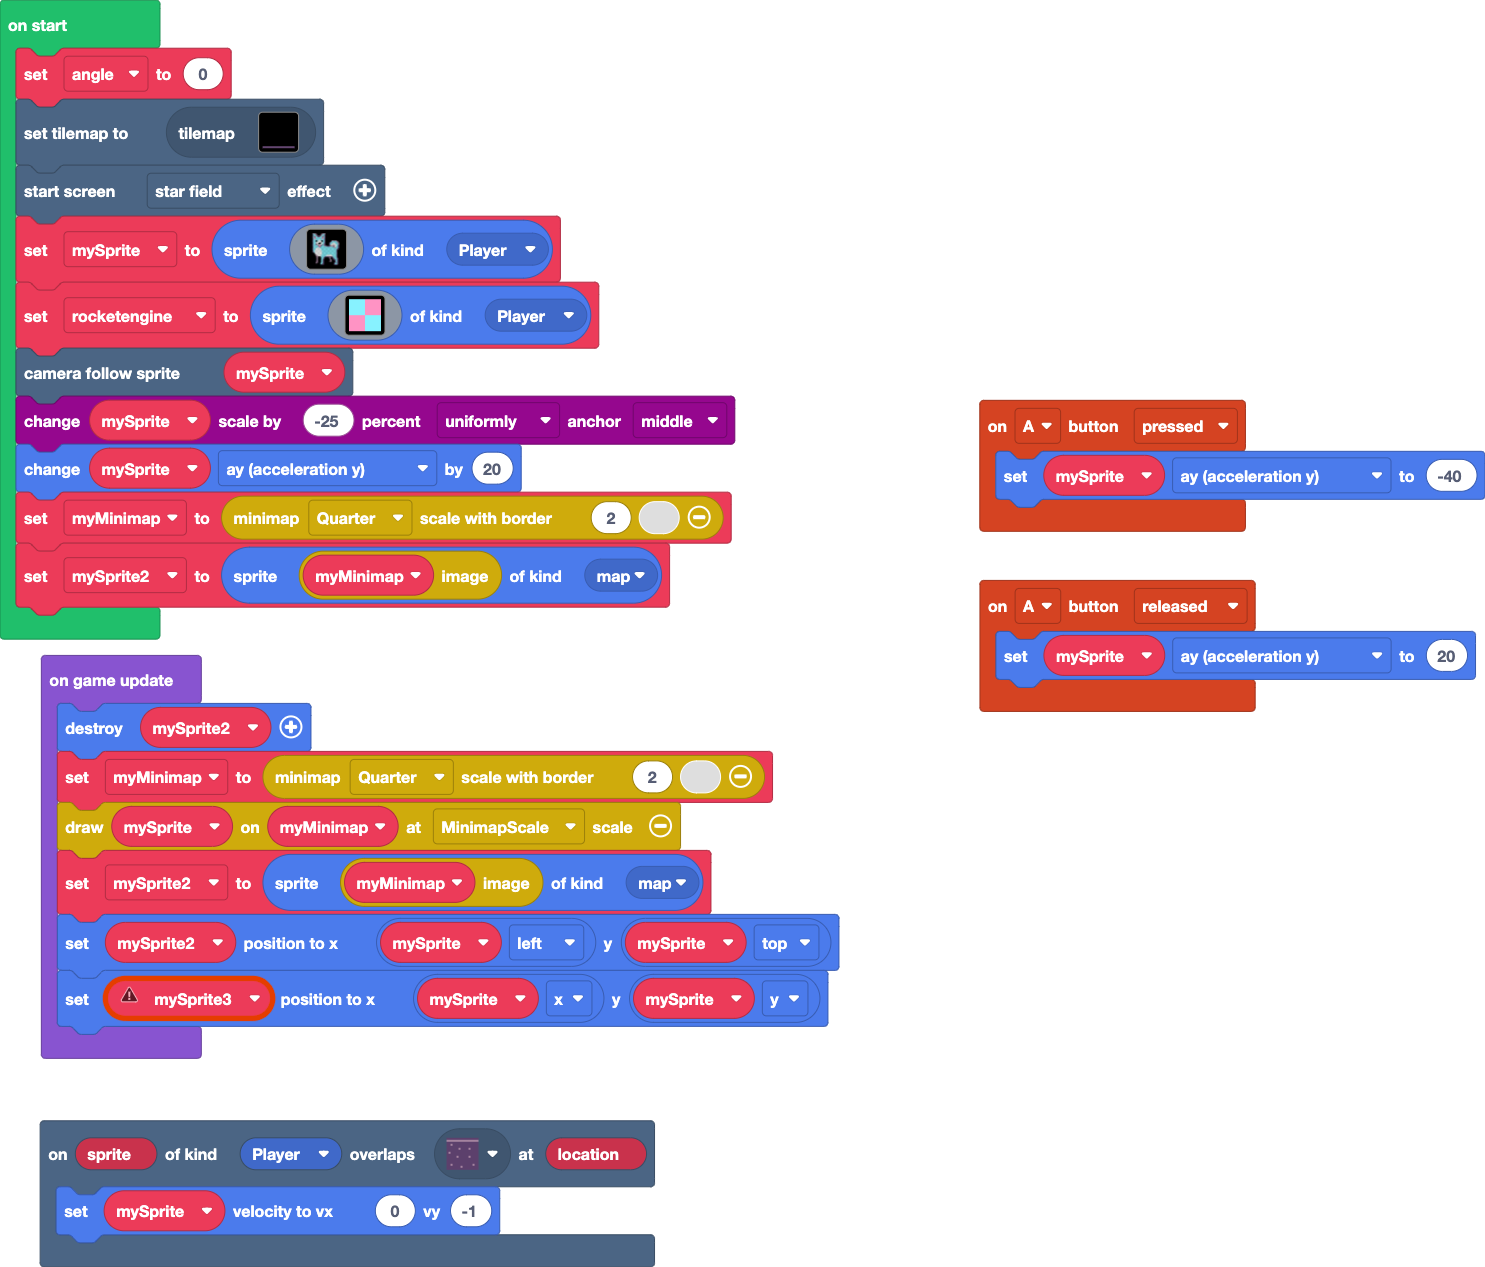 on start
set angle to 0
set tilemap to tilemap
start screen star field effect
set mySprite to sprite of kind Player
set rocketengine to sprite of kind Player
camera follow sprite mySprite
change mySprite scale by -25 percent uniformly anchor middle
change mySprite ay (acceleration y) by 20
set myMinimap to minimap Quarter scale with border 2
set mySprite2 to sprite myMinimap image of kind map
on A button pressed
set mySprite ay (acceleration y) to -40
on A button released
set mySprite ay (acceleration y) to 20
on game update
destroy mySprite2
set myMinimap to minimap Quarter scale with border 2
draw mySprite on myMinimap at MinimapScale scale
set mySprite2 to sprite myMinimap image of kind map
set mySprite2 position to x mySprite left y mySprite top
set mySprite3 position to x mySprite x y mySprite y
on sprite of kind Player overlaps at location
set mySprite velocity to vx 0 vy -1